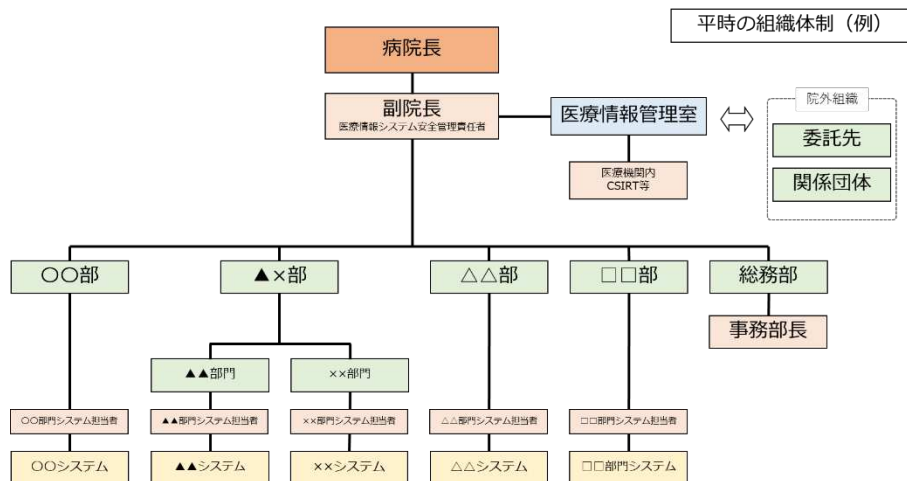 平時の組織体制（例）
病院長
副院長
医療情報システム安全管理責任者
医療情報管理室
院外組織
委託先
関係団体
医療機関内
CSIRT等
〇〇部
▲×部
△△部
□□部
総務部
事務部長
▲▲部門
××部門
〇〇部門システム担当者
▲▲部門システム担当者
××部門システム担当者
△△部門システム担当者
□□部門システム担当者
〇〇システム
▲▲システム
××システム
△△システム
□□部門システム